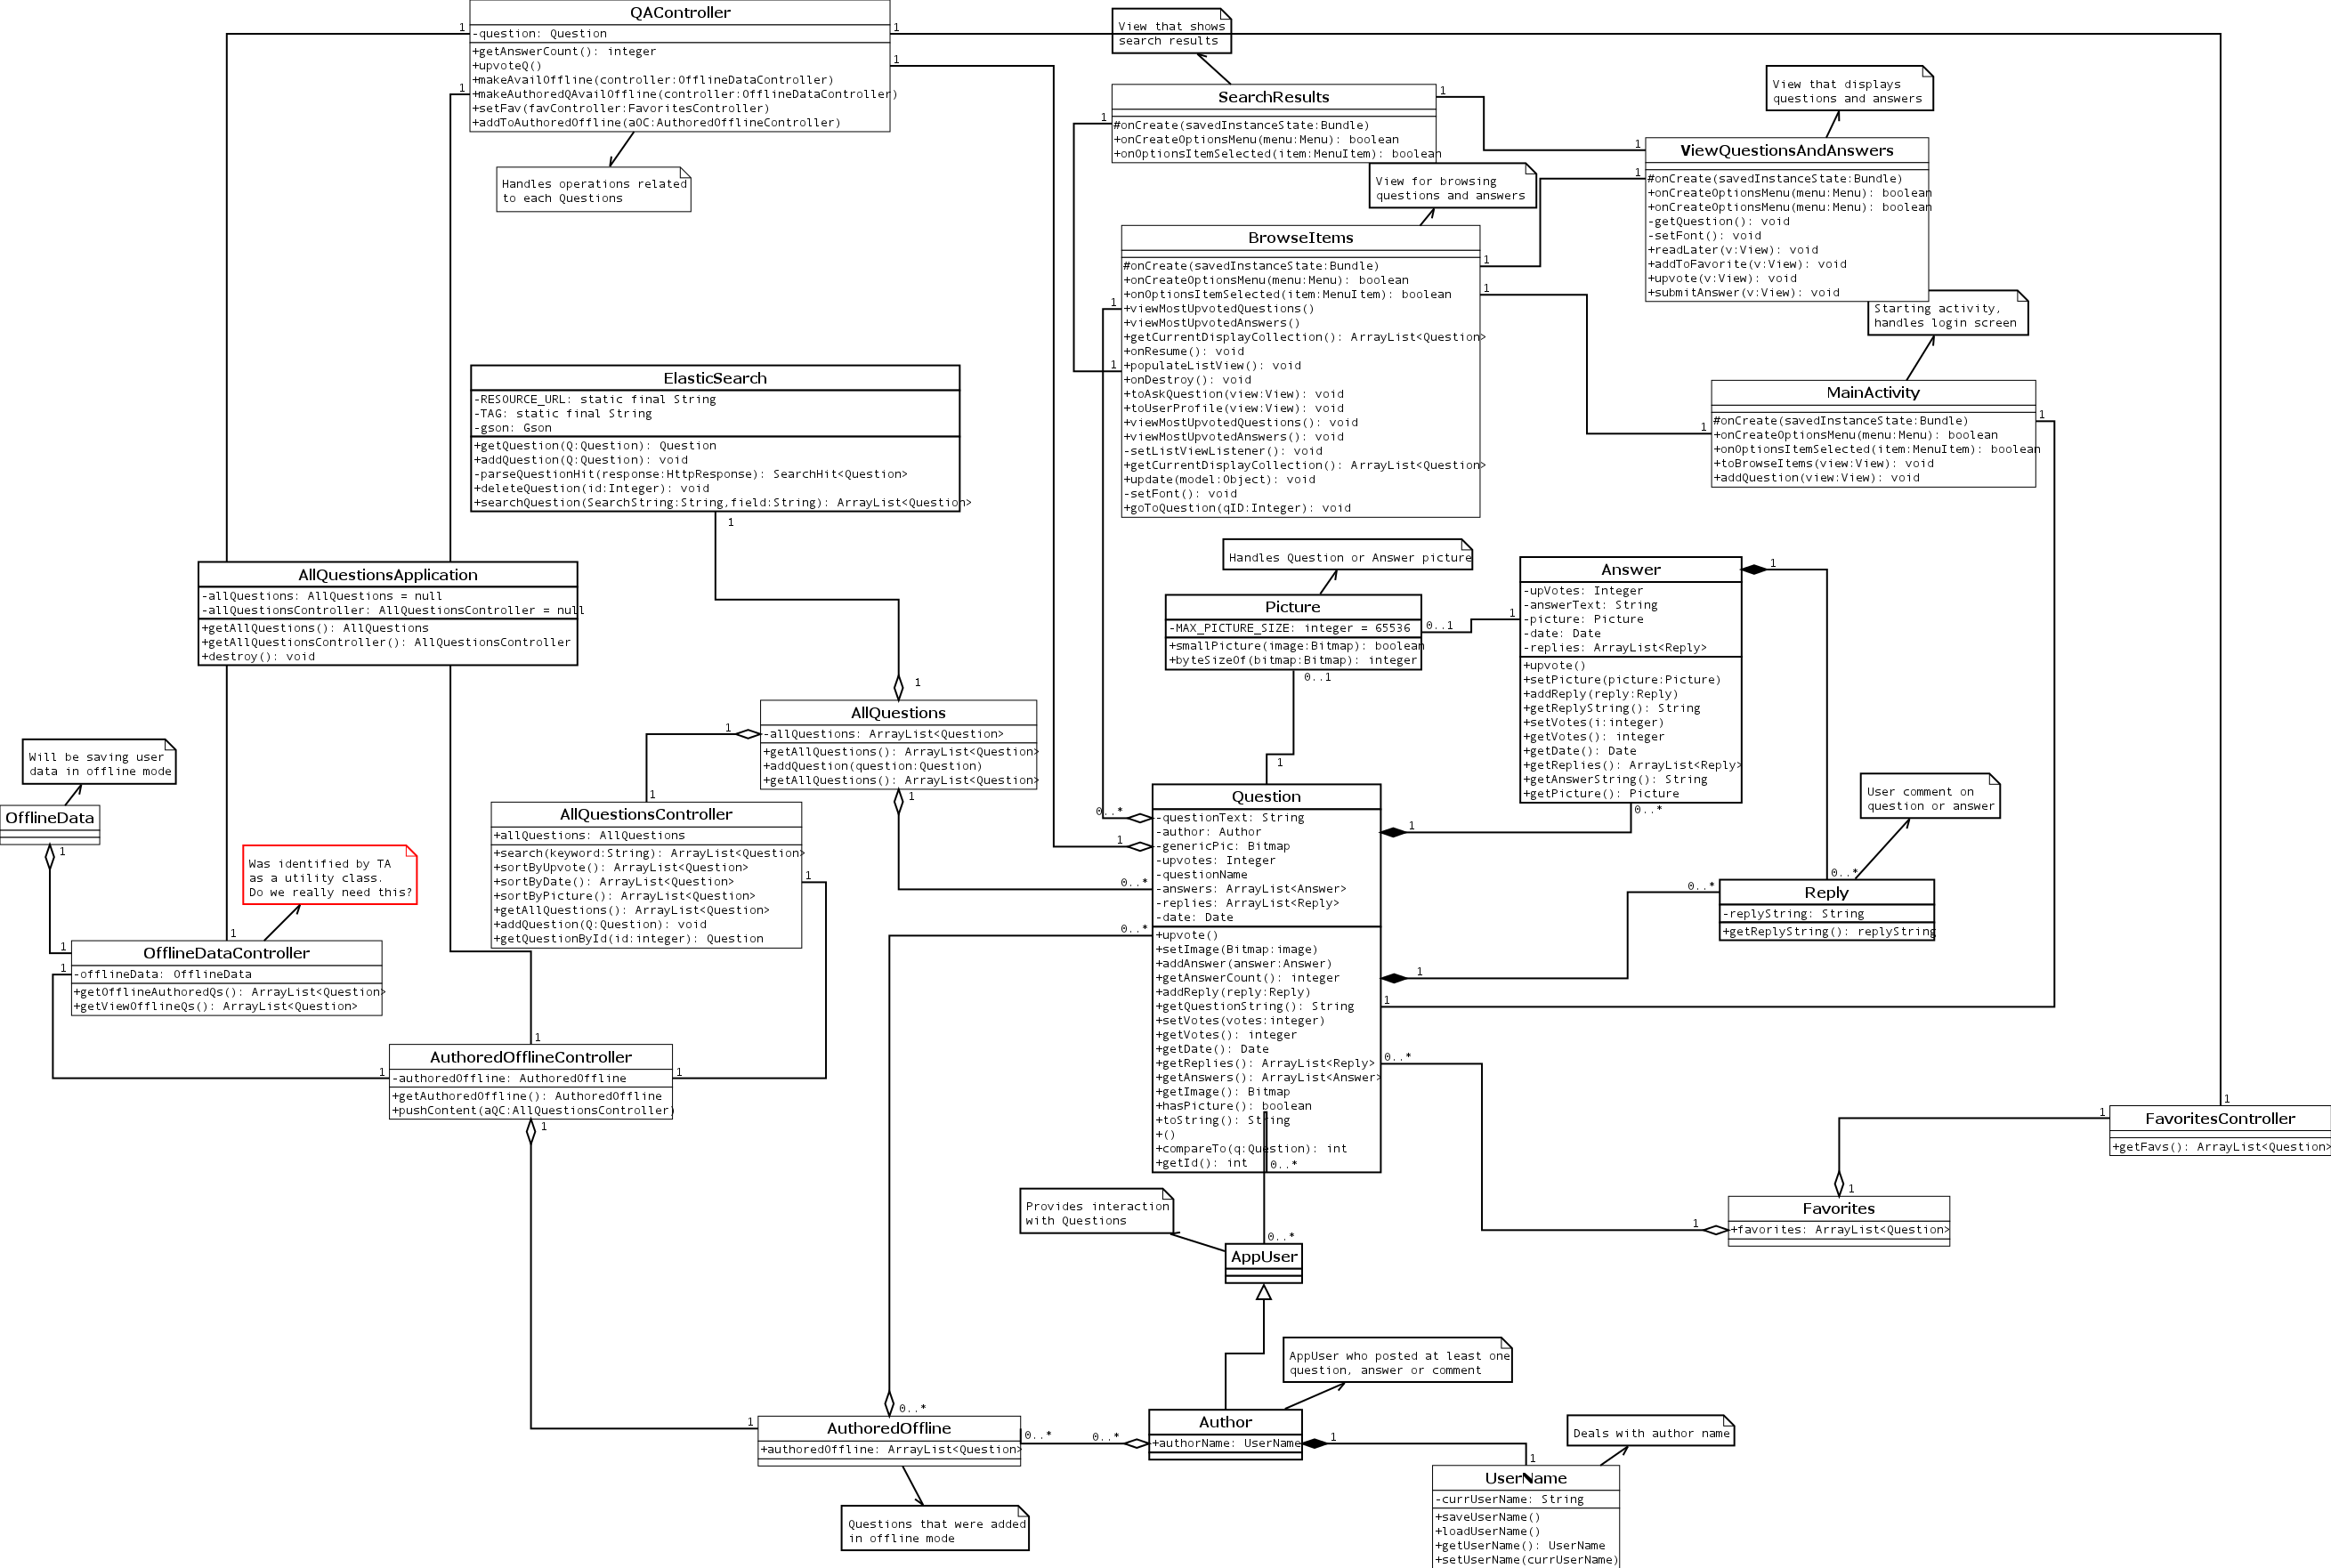 QAController
-question: Question
+getAnswerCount(): integer
+upvoteQ()
+makeAvailOffline(controller:OfflineDataController)
+makeAuthoredQAvailOffline(controller:OfflineDataController)
+setFav(favController:FavoritesController)
+addToAuthoredOffline(aOC:AuthoredOfflineController)
1
1
1
1
Handles operations related
to each Questions
View that shows
search results
SearchResults
#onCreate(savedInstanceState:Bundle)
+onCreateOptionsMenu(menu:Menu): boolean
+onOptionsItemSelected(item:MenuItem): boolean
1
1
View that displays
questions and answers
ViewQuestionsAndAnswers
#onCreate(savedInstanceState:Bundle)
+onCreateOptionsMenu(menu:Menu): boolean
+onCreateOptionsMenu(menu:Menu): boolean
-getQuestion(): void
-setFont(): void
+readLater(v:View): void
+addToFavorite(v:View): void
+upvote(v:View): void
+submitAnswer(v:View): void
1
1
View for browsing
questions and answers
BrowseItems
#onCreate(savedInstanceState:Bundle)
+onCreateOptionsMenu(menu:Menu): boolean
+onOptionsItemSelected(item:MenuItem): boolean
+viewMostUpvotedQuestions()
+viewMostUpvotedAnswers()
+getCurrentDisplayCollection(): ArrayList<Question>
+onResume(): void
+populateListView(): void
+onDestroy(): void
+toAskQuestion(view:View): void
+toUserProfile(view:View): void
+viewMostUpvotedQuestions(): void
+viewMostUpvotedAnswers(): void
-setListViewListener(): void
+getCurrentDisplayCollection(): ArrayList<Question>
+update(model:Object): void
-setFont(): void
+goToQuestion(qID:Integer): void
1
1
1
1
Starting activity,
handles login screen
MainActivity
#onCreate(savedInstanceState:Bundle)
+onCreateOptionsMenu(menu:Menu): boolean
+onOptionsItemSelected(item:MenuItem): boolean
+toBrowseItems(view:View): void
+addQuestion(view:View): void
1
1
ElasticSearch
-RESOURCE_URL: static final String
-TAG: static final String
-gson: Gson
+getQuestion(Q:Question): Question
+addQuestion(Q:Question): void
-parseQuestionHit(response:HttpResponse): SearchHit<Question>
+deleteQuestion(id:Integer): void
+searchQuestion(SearchString:String,field:String): ArrayList<Question>
1
AllQuestionsApplication
-allQuestions: AllQuestions = null
-allQuestionsController: AllQuestionsController = null
+getAllQuestions(): AllQuestions
+getAllQuestionsController(): AllQuestionsController
+destroy(): void
Handles Question or Answer picture
Picture
-MAX_PICTURE_SIZE: integer = 65536
+smallPicture(image:Bitmap): boolean
+byteSizeOf(bitmap:Bitmap): integer
0..1
0..1
Answer
-upVotes: Integer
-answerText: String
-picture: Picture
-date: Date
-replies: ArrayList<Reply>
+upvote()
+setPicture(picture:Picture)
+addReply(reply:Reply)
+getReplyString(): String
+setVotes(i:integer)
+getVotes(): integer
+getDate(): Date
+getReplies(): ArrayList<Reply>
+getAnswerString(): String
+getPicture(): Picture
1
1
0..*
AllQuestions
-allQuestions: ArrayList<Question>
+getAllQuestions(): ArrayList<Question>
+addQuestion(question:Question)
+getAllQuestions(): ArrayList<Question>
1
1
1
Will be saving user
data in offline mode
OfflineData
1
Was identified by TA
as a utility class.
Do we really need this?
AllQuestionsController
+allQuestions: AllQuestions
+search(keyword:String): ArrayList<Question>
+sortByUpvote(): ArrayList<Question>
+sortByDate(): ArrayList<Question>
+sortByPicture(): ArrayList<Question>
+getAllQuestions(): ArrayList<Question>
+addQuestion(Q:Question): void
+getQuestionById(id:integer): Question
1
1
Question
-questionText: String
-author: Author
-genericPic: Bitmap
-upvotes: Integer
-questionName
-answers: ArrayList<Answer>
-replies: ArrayList<Reply>
-date: Date
+upvote()
+setImage(Bitmap:image)
+addAnswer(answer:Answer)
+getAnswerCount(): integer
+addReply(reply:Reply)
+getQuestionString(): String
+setVotes(votes:integer)
+getVotes(): integer
+getDate(): Date
+getReplies(): ArrayList<Reply>
+getAnswers(): ArrayList<Answer>
+getImage(): Bitmap
+hasPicture(): boolean
+toString(): String
+()
+compareTo(q:Question): int
+getId(): int
1
0..*
1
0..*
0..*
1
1
1
0..*
0..*
User comment on
question or answer
Reply
-replyString: String
+getReplyString(): replyString
0..*
0..*
OfflineDataController
-offlineData: OfflineData
+getOfflineAuthoredQs(): ArrayList<Question>
+getViewOfflineQs(): ArrayList<Question>
1
1
1
AuthoredOfflineController
-authoredOffline: AuthoredOffline
+getAuthoredOffline(): AuthoredOffline
+pushContent(aQC:AllQuestionsController)
1
1
1
1
FavoritesController
+getFavs(): ArrayList<Question>
1
1
Favorites
+favorites: ArrayList<Question>
1
1
Provides interaction
with Questions
AppUser
0..*
AppUser who posted at least one
question, answer or comment
Author
+authorName: UserName
0..*
1
AuthoredOffline
+authoredOffline: ArrayList<Question>
1
0..*
0..*
Questions that were added
in offline mode
Deals with author name
UserName
-currUserName: String
+saveUserName()
+loadUserName()
+getUserName(): UserName
+setUserName(currUserName)
1